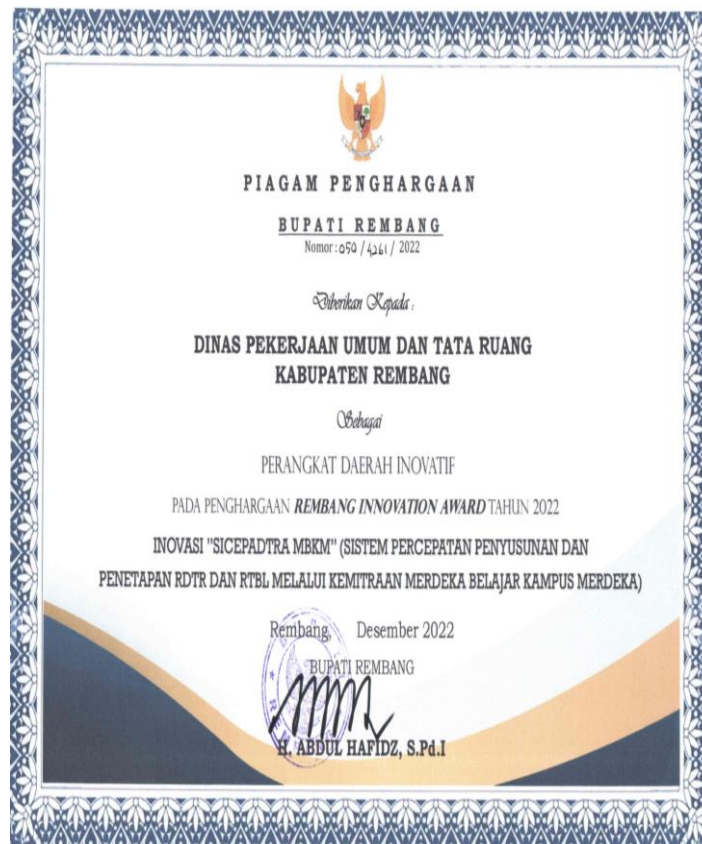 PIAGAM PENGHARGAAN
BUPATI REMBANG
Nomor : 050 / 4261 / 2022
Diberikan Kepada :
DINAS PEKERJAAN UMUM DAN TATA RUANG
KABUPATEN REMBANG
Sebagai
PERANGKAT DAERAH INOVATIF
PADA PENGHARGAAN REMBANG INNOVATION AWARD TAHUN 2022
INOVASI "SICEPADTRA MBKM" (SISTEM PERCEPATAN PENYUSUNAN DAN
PENETAPAN RDTR DAN RTBL MELALUI KEMITRAAN MERDEKA BELAJAR KAMPUS MERDEKA)
Rembang, Desember 2022
BUPATI REMBANG
H. ABDUL HAFIDZ, S.Pd.I